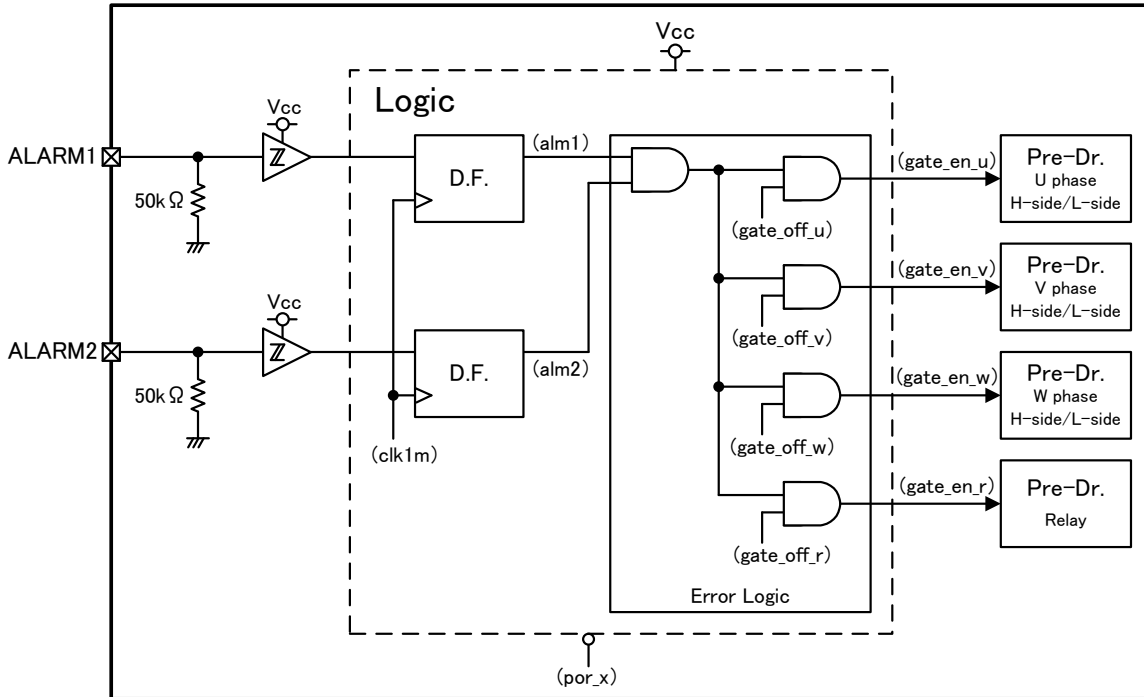 Vcc
Logic
Vcc
ALARM1
50kΩ
D.F.
(alm1)
(gate_off_u)
(gate_en_u)
Pre-Dr.
U phase
H-side/L-side
(gate_off_v)
(gate_en_v)
Pre-Dr.
V phase
H-side/L-side
Vcc
ALARM2
50kΩ
D.F.
(alm2)
(clk1m)
(gate_off_w)
(gate_en_w)
Pre-Dr.
W phase
H-side/L-side
(gate_off_r)
(gate_en_r)
Pre-Dr.
Relay
Error Logic
(por_x)